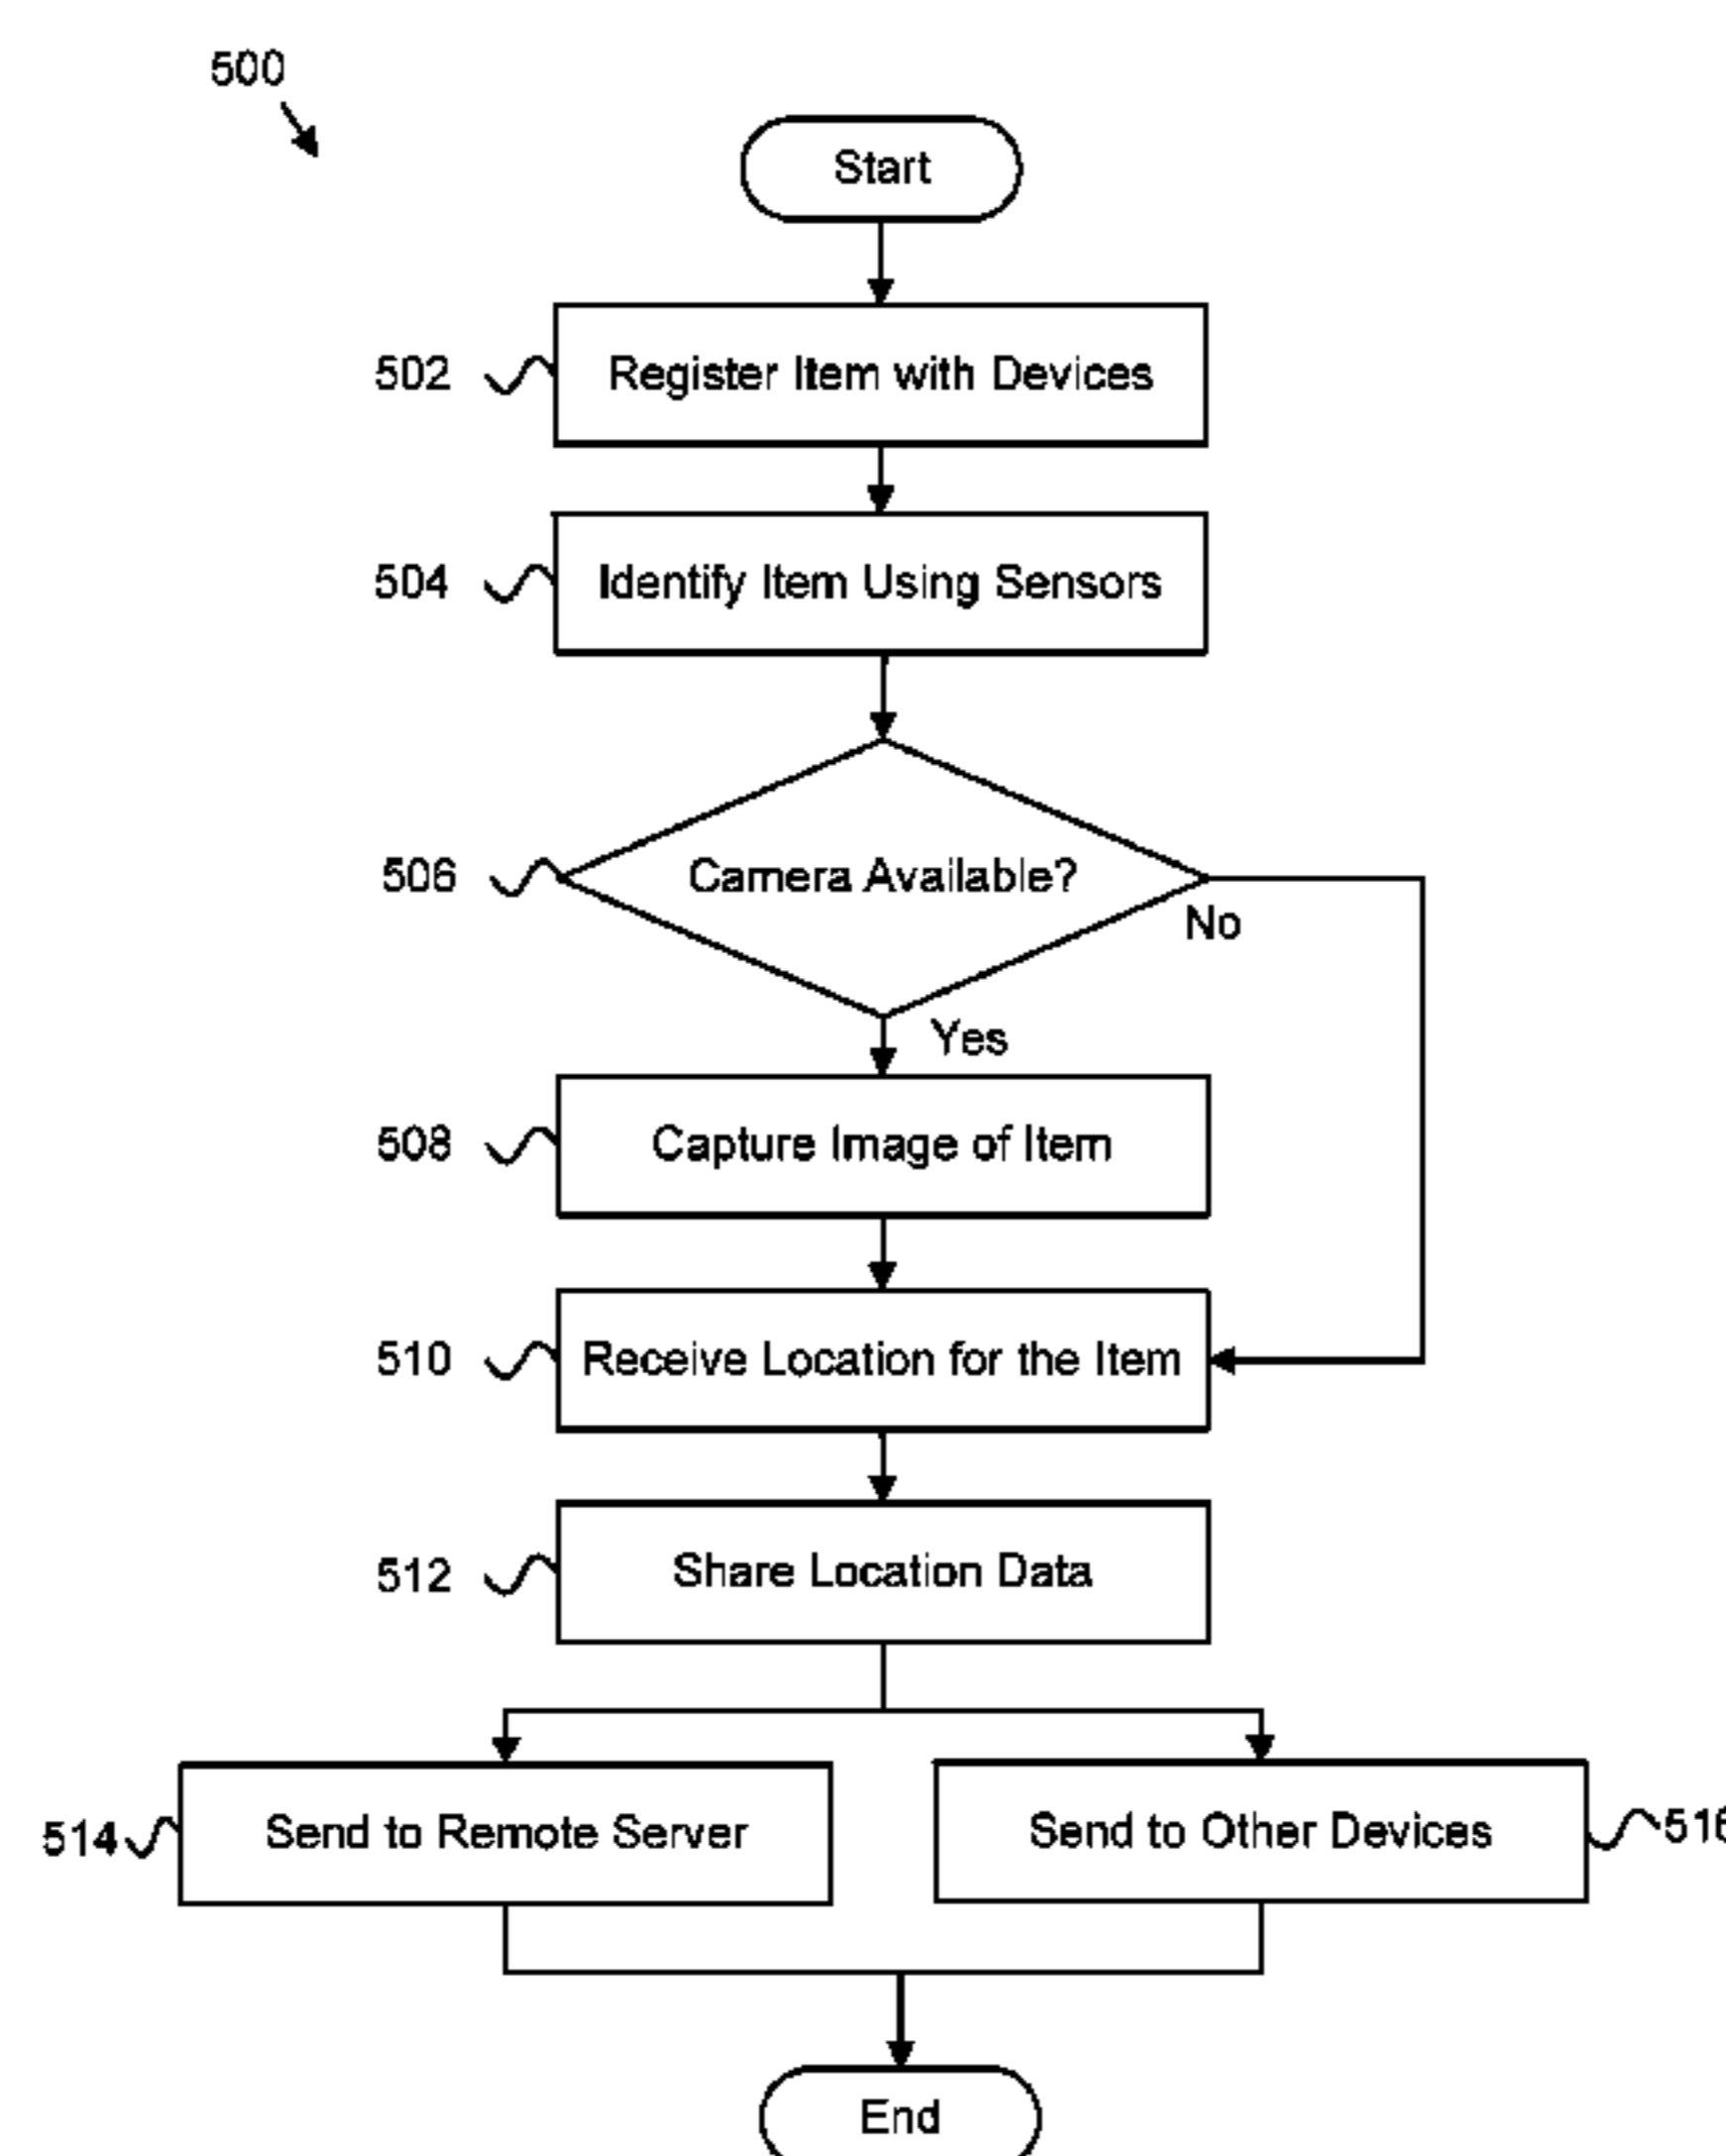 500
Start
502 Register Item with Devices
504 Identify Item Using Sensors
506 Camera Available?
No
Yes
508 Capture Image of Item
510 Receive Location for the Item
512 Share Location Data
514 Send to Remote Server
Send to Other Devices
End